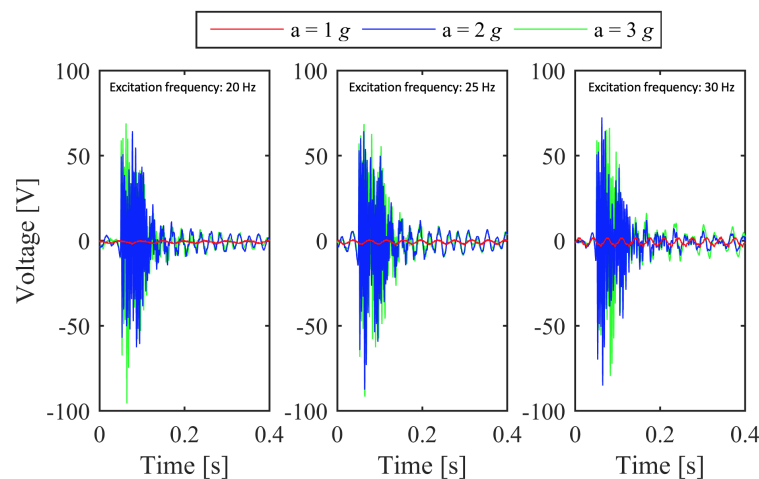 a = 1 g a = 2 g a = 3 g
Voltage [V]
100
50
0
-50
-100
Excitation frequency: 20 Hz
0 0.2 0.4
Time [s]
100
50
0
-50
-100
Excitation frequency: 25 Hz
0 0.2 0.4
Time [s]
100
50
0
-50
-100
Excitation frequency: 30 Hz
0 0.2 0.4
Time [s]